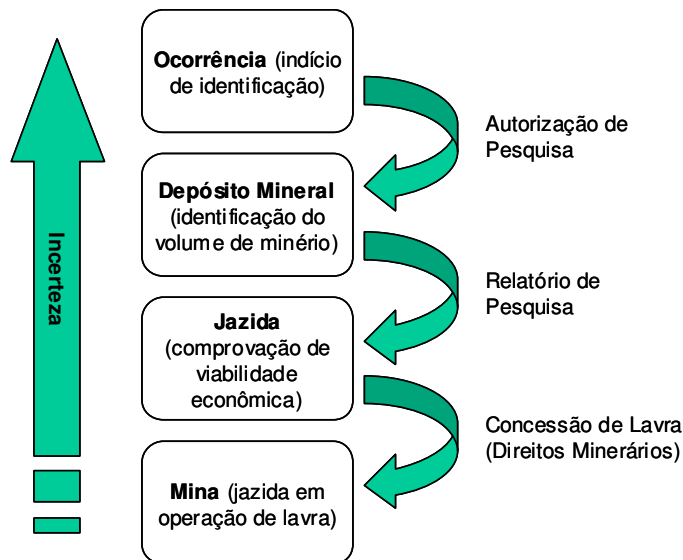 Ocorrência (indício
de identificação)
Autorização de
Pesquisa
Depósito Mineral
(identificação do
volume de minério)
Incerteza
Relatório de
Pesquisa
Jazida
(comprovação de
viabilidade
econômica)
Concessão de Lavra
(Direitos Minerários)
Mina (jazida em
operação de lavra)